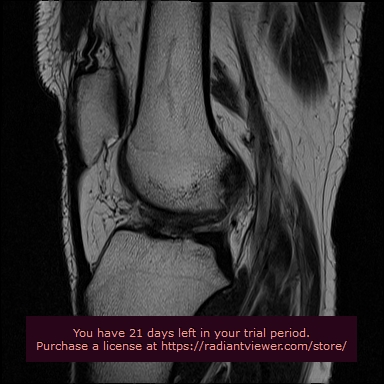 You have 21 days left in your trial period.
Purchase a license at https://radiantviewer.com/store/